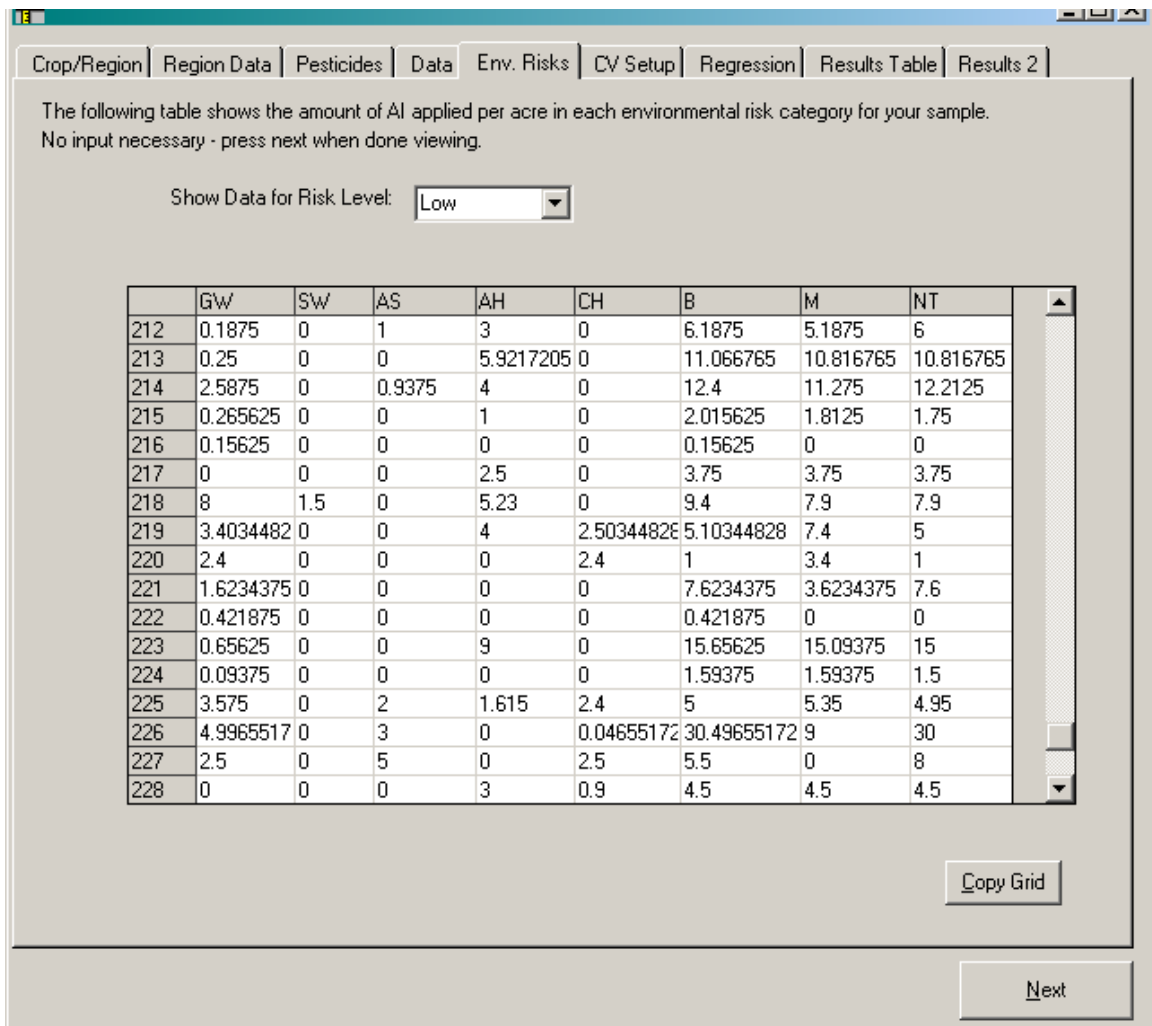 Crop/Region Region Data Pesticides Data Env. Risks CV Setup Regression Results Table Results 2
The following table shows the amount of AI applied per acre in each environmental risk category for your sample.
No input necessary - press next when done viewing.
Show Data for Risk Level: Low
GW SW AS AH CH B M NT
212 0.1875 0 1 3 0 6.1875 5.1875 6
213 0.25 0 0 5.9217205 0 11.066765 10.816765 10.816765
214 2.5875 0 0.9375 4 0 12.4 11.275 12.2125
215 0.265625 0 0 1 0 2.015625 1.8125 1.75
216 0.15625 0 0 0 0 0.15625 0 0
217 0 0 0 2.5 0 3.75 3.75 3.75
218 8 1.5 0 5.23 0 9.4 7.9 7.9
219 3.4034482 0 0 4 2.50344828 5.10344828 7.4 5
220 2.4 0 0 0 2.4 1 3.4 1
221 1.6234375 0 0 0 0 7.6234375 3.6234375 7.6
222 0.421875 0 0 0 0 0.421875 0 0
223 0.65625 0 0 9 0 15.65625 15.09375 15
224 0.09375 0 0 0 0 1.59375 1.59375 1.5
225 3.575 0 2 1.615 2.4 5 5.35 4.95
226 4.9965517 0 3 0 0.04655172 30.49655172 9 30
227 2.5 0 5 0 2.5 5.5 0 8
228 0 0 0 3 0.9 4.5 4.5 4.5
Copy Grid
Next